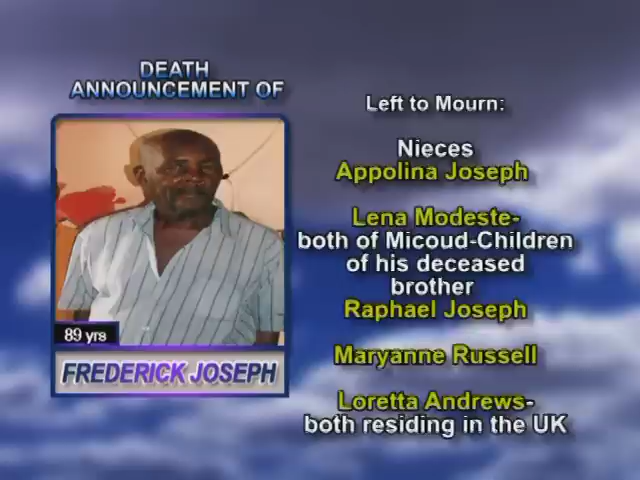 DEATH
ANNOUNCEMENT OF
89 yrs
FREDERICK JOSEPH
Left to Mourn:
Nieces
Appolina Joseph
Lena Modeste-
both of Micoud-Children
of his deceased
brother
Raphael Joseph
Maryanne Russell
Loretta Andrews-
both residing in the UK